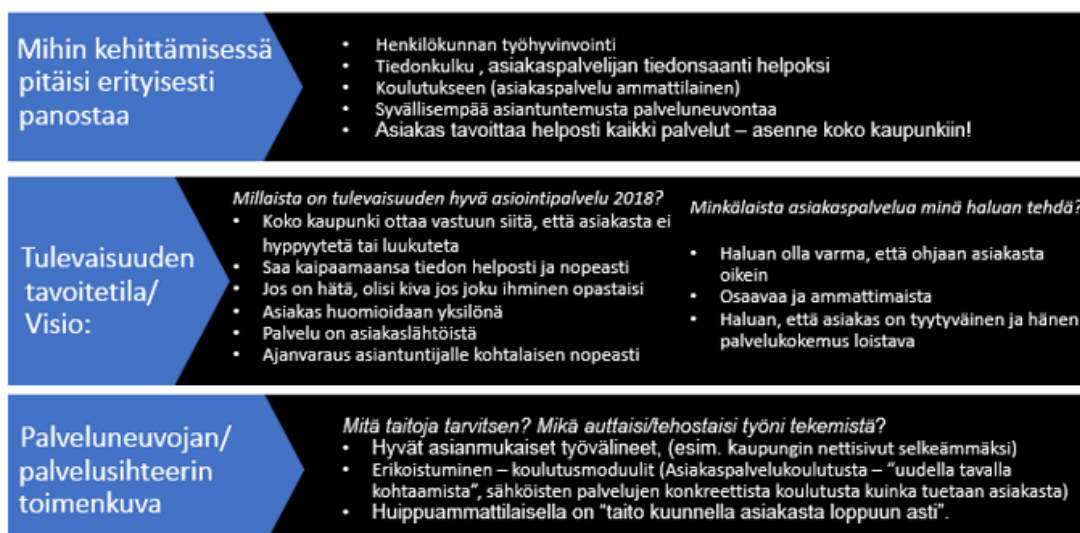 Mihin kehittämisessä
pitäisi erityisesti
panostaa
• Henkilökunnan työhyvinvointi
• Tiedonkulku , asiakaspalvelijan tiedonsaanti helpoksi
• Koulutukseen (asiakaspalvelu ammattilainen)
• Syvällisempää asiantuntemusta palveluneuvontaa
• Asiakas tavoittaa helposti kaikki palvelut – asenne koko kaupunkiin!
Tulevaisuuden
tavoitetila/
Visio:
Millaista on tulevaisuuden hyvä asiointipalvelu 2018?
• Koko kaupunki ottaa vastuun siitä, että asiakasta ei
hyppyytetä tai luukuteta
• Saa kaipaamaansa tiedon helposti ja nopeasti
• Jos on hätä, olisi kiva jos joku ihminen opastaisi
• Asiakas huomioidaan yksilönä
• Palvelu on asiakaslähtöistä
• Ajanvaraus asiantuntijalle kohtalaisen nopeasti
Minkälaista asiakaspalvelua minä haluan tehdä?
• Haluan olla varma, että ohjaan asiakasta
oikein
• Osaavaa ja ammattimaista
• Haluan, että asiakas on tyytyväinen ja hänen
palvelukokemus loistava
Palveluneuvojan/
palvelusihteerin
toimenkuva
Mitä taitoja tarvitsen? Mikä auttaisi/tehostaisi työni tekemistä?
• Hyvät asianmukaiset työvälineet, (esim. kaupungin nettisivut selkeämmäksi)
• Erikoistuminen – koulutusmoduulit (Asiakaspalvelukoulutusta – “uudella tavalla
kohtaamista”, sähköisten palvelujen konkreettista koulutusta kuinka tuetaan asiakasta)
• Huippuammattilaisella on “taito kuunnella asiakasta loppuun asti”.